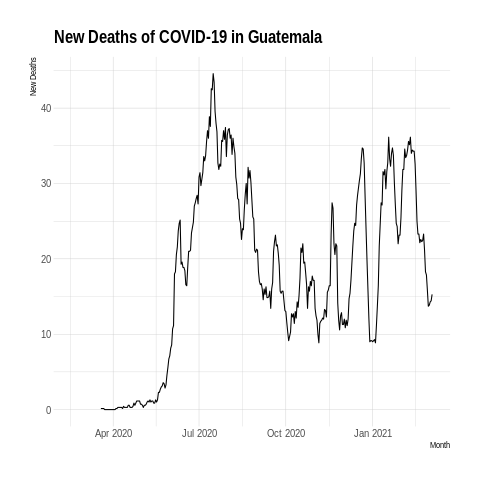 New Deaths of COVID-19 in Guatemala
New Deaths
40
30
20
10
0
Apr 2020
Jul 2020
Oct 2020
Jan 2021
Month